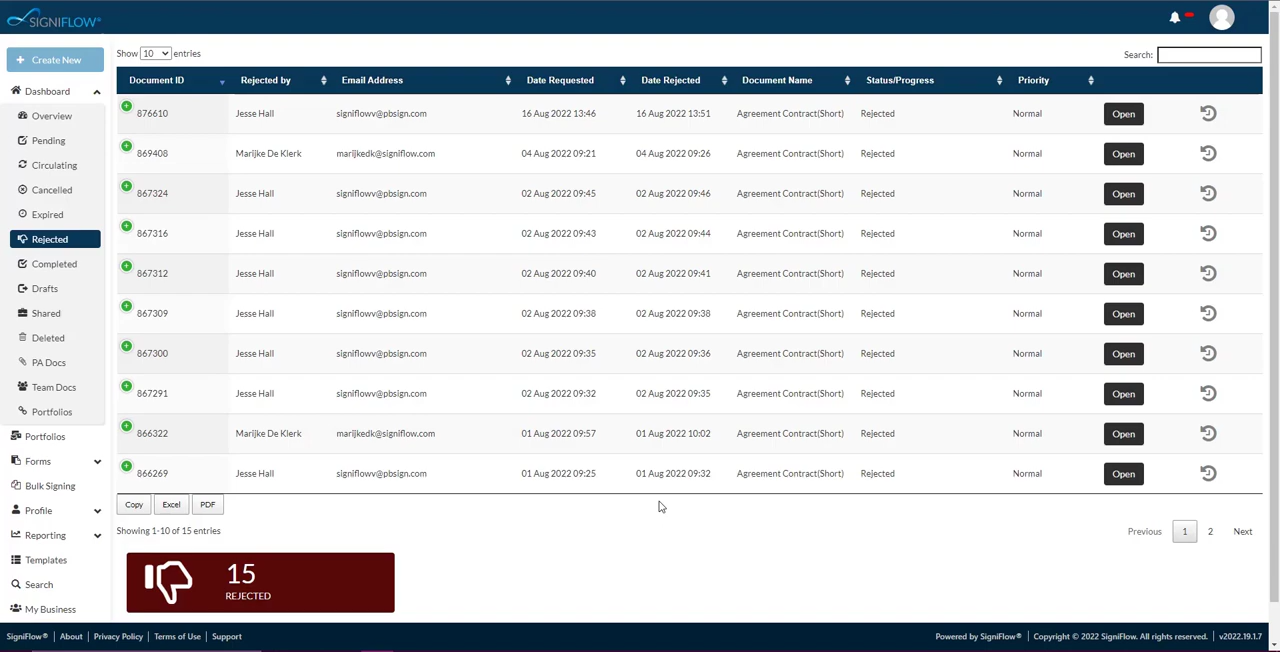 SIGNIFLOW®
Create New
Dashboard
Overview
Pending
Circulating
Cancelled
Expired
Rejected
Completed
Drafts
Shared
Deleted
PA Docs
Team Docs
Portfolios
Portfolios
Forms
Bulk Signing
Profile
Reporting
Templates
Search
My Business
Show 10 entries
Search:
Document ID Rejected by Email Address Date Requested Date Rejected Document Name Status/Progress Priority
876610 Jesse Hall signiflowv@pbsign.com 16 Aug 2022 13:46 16 Aug 2022 13:51 Agreement Contract(Short) Rejected Normal Open
869408 Marijke De Klerk marijkedk@signiflow.com 04 Aug 2022 09:21 04 Aug 2022 09:26 Agreement Contract(Short) Rejected Normal Open
867324 Jesse Hall signiflowv@pbsign.com 02 Aug 2022 09:45 02 Aug 2022 09:46 Agreement Contract(Short) Rejected Normal Open
867316 Jesse Hall signiflowv@pbsign.com 02 Aug 2022 09:43 02 Aug 2022 09:44 Agreement Contract(Short) Rejected Normal Open
867312 Jesse Hall signiflowv@pbsign.com 02 Aug 2022 09:40 02 Aug 2022 09:41 Agreement Contract(Short) Rejected Normal Open
867309 Jesse Hall signiflowv@pbsign.com 02 Aug 2022 09:38 02 Aug 2022 09:38 Agreement Contract(Short) Rejected Normal Open
867300 Jesse Hall signiflowv@pbsign.com 02 Aug 2022 09:35 02 Aug 2022 09:36 Agreement Contract(Short) Rejected Normal Open
867291 Jesse Hall signiflowv@pbsign.com 02 Aug 2022 09:32 02 Aug 2022 09:35 Agreement Contract(Short) Rejected Normal Open
866322 Marijke De Klerk marijkedk@signiflow.com 01 Aug 2022 09:57 01 Aug 2022 10:02 Agreement Contract(Short) Rejected Normal Open
866269 Jesse Hall signiflowv@pbsign.com 01 Aug 2022 09:25 01 Aug 2022 09:32 Agreement Contract(Short) Rejected Normal Open
Copy Excel PDF
Showing 1-10 of 15 entries
Previous 1 2 Next
15
REJECTED
SigniFlow® | About | Privacy Policy | Terms of Use | Support
Powered by SigniFlow® | Copyright © 2022 SigniFlow. All rights reserved. | v2022.19.1.7